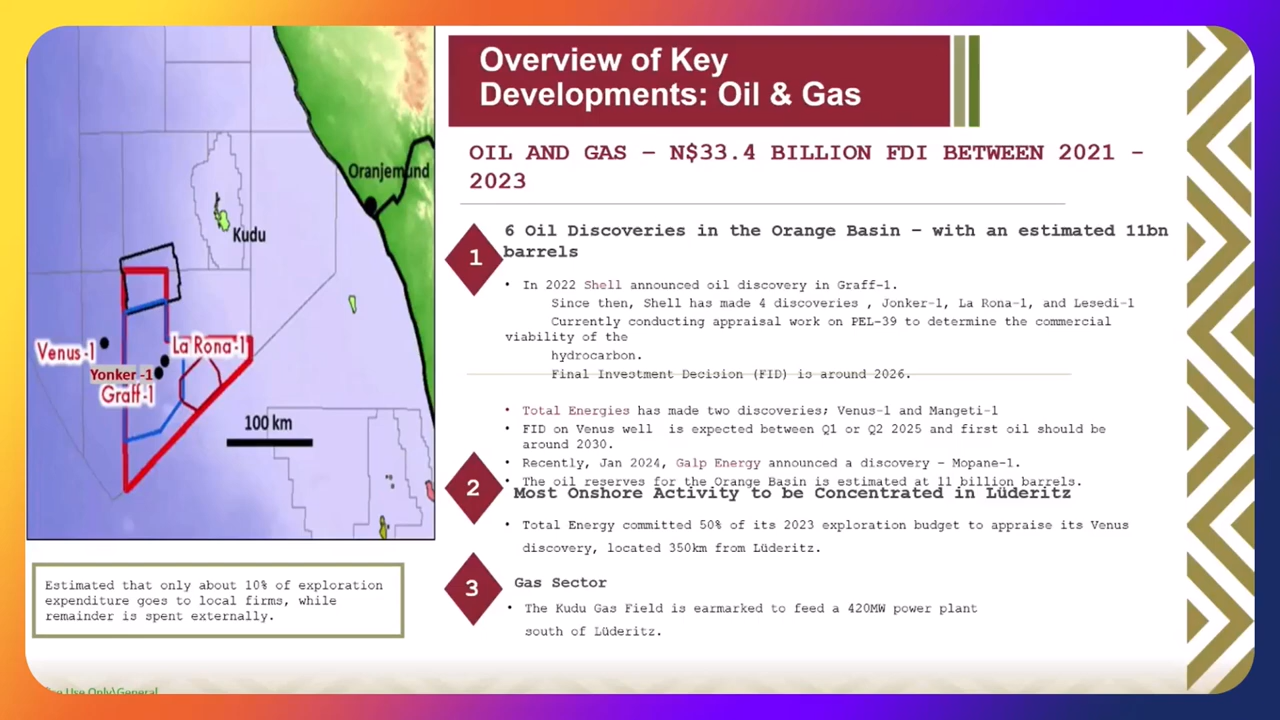 Overview of Key
Developments: Oil & Gas
OIL AND GAS – N$33.4 BILLION FDI BETWEEN 2021 –
2023
1
6 Oil Discoveries in the Orange Basin – with an estimated 11bn
barrels
• In 2022 Shell announced oil discovery in Graff-1.
Since then, Shell has made 4 discoveries , Jonker-1, La Rona-1, and Lesedi-1
Currently conducting appraisal work on PEL-39 to determine the commercial
viability of the
hydrocarbon.
Final Investment Decision (FID) is around 2026.
• Total Energies has made two discoveries; Venus-1 and Mangeti-1
• FID on Venus well is expected between Q1 or Q2 2025 and first oil should be
around 2030.
• Recently, Jan 2024, Galp Energy announced a discovery – Mopane-1.
• The oil reserves for the Orange Basin is estimated at 11 billion barrels.
2
Most Onshore Activity to be Concentrated in Lüderitz
• Total Energy committed 50% of its 2023 exploration budget to appraise its Venus
discovery, located 350km from Lüderitz.
3
Gas Sector
• The Kudu Gas Field is earmarked to feed a 420MW power plant
south of Lüderitz.
Oranjemund
Kudu
Venus-1
La Rona-1
Yonker -1
Graff-1
100 km
Estimated that only about 10% of exploration
expenditure goes to local firms, while
remainder is spent externally.
Use Only\General